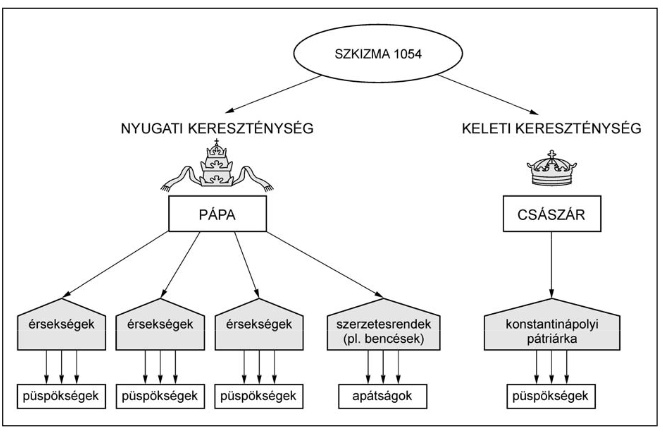 SZKIZMA 1054
NYUGATI KERESZTÉNYSÉG
KELETI KERESZTÉNYSÉG
PÁPA
CSÁSZÁR
érsekségek
érsekségek
érsekségek
szerzetesrendek
(pl. bencések)
konstantinápolyi
pátriárka
püspökségek
püspökségek
püspökségek
apátságok
püspökségek